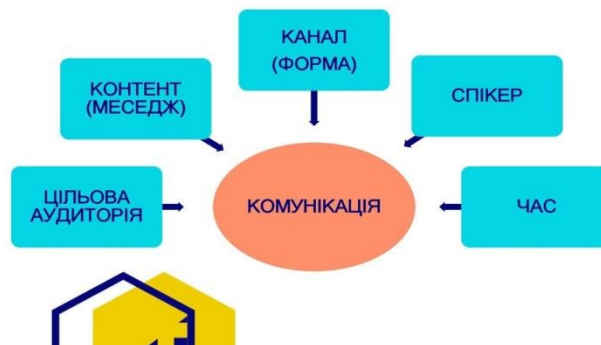 КАНАЛ
(ФОРМА)
КОНТЕНТ
(МЕСЕДЖ)
СПІКЕР
ЦІЛЬОВА
АУДИТОРІЯ
КОМУНІКАЦІЯ
ЧАС